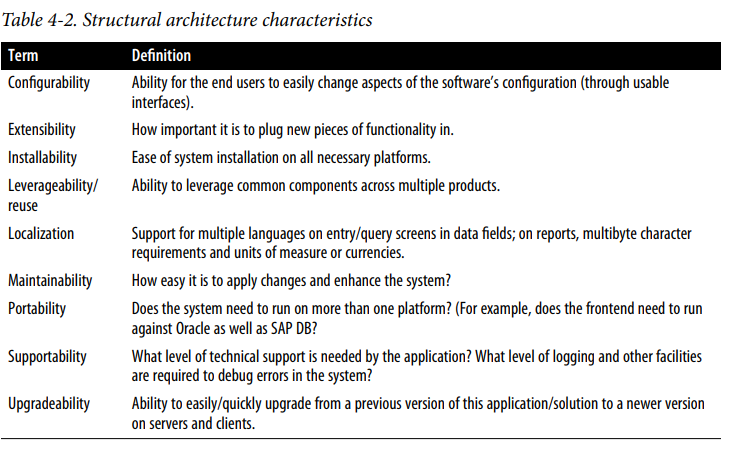 Table 4-2. Structural architecture characteristics
Term Definition
Configurability Ability for the end users to easily change aspects of the software’s configuration (through usable
interfaces).
Extensibility How important it is to plug new pieces of functionality in.
Installability Ease of system installation on all necessary platforms.
Leverageability/ Ability to leverage common components across multiple products.
reuse
Localization Support for multiple languages on entry/query screens in data fields; on reports, multibyte character
requirements and units of measure or currencies.
Maintainability How easy it is to apply changes and enhance the system?
Portability Does the system need to run on more than one platform? (For example, does the frontend need to run
against Oracle as well as SAP DB?
Supportability What level of technical support is needed by the application? What level of logging and other facilities
are required to debug errors in the system?
Upgradeability Ability to easily/quickly upgrade from a previous version of this application/solution to a newer version
on servers and clients.